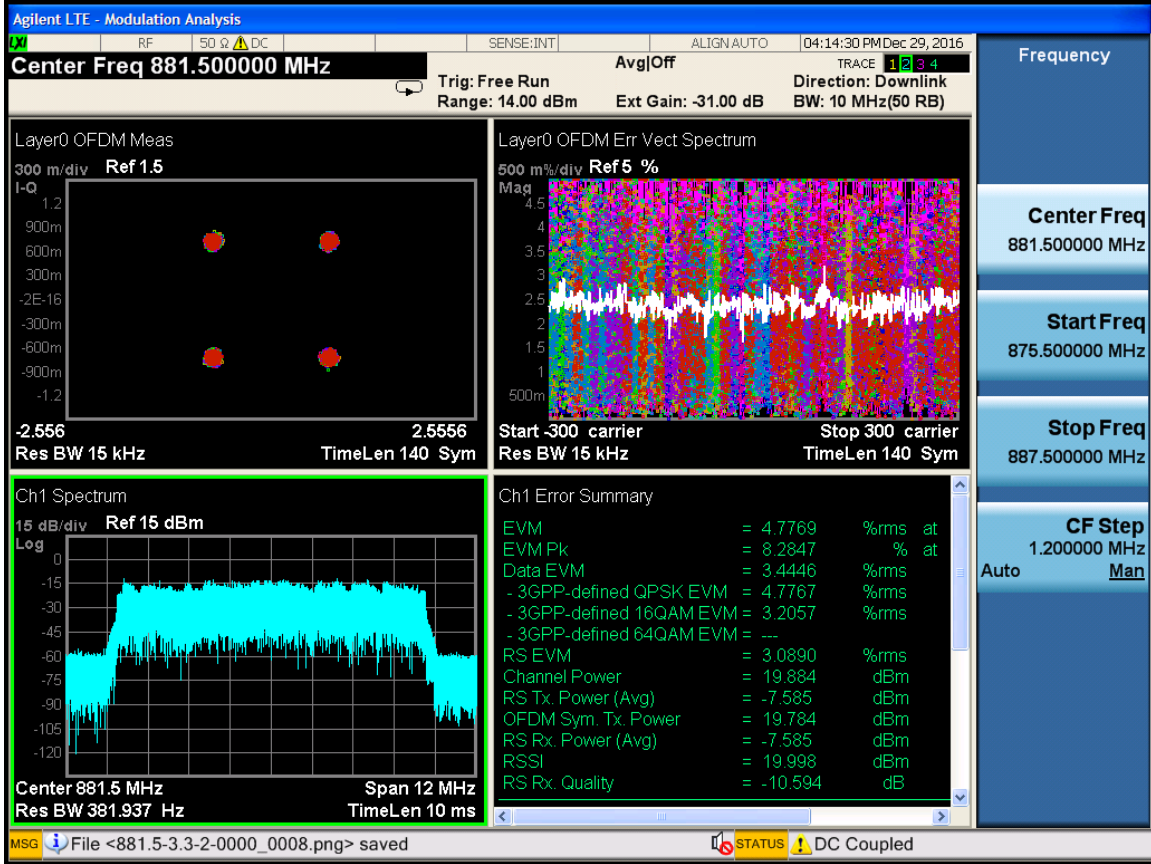 Agilent LTE - Modulation Analysis
LXI RF 50 Ω DC SENSE:INT ALIGN AUTO 04:14:30 PM Dec 29, 2016
Center Freq 881.500000 MHz
Avg|Off
TRACE 1 2 3 4
Trig: Free Run
Direction: Downlink
Range: 14.00 dBm Ext Gain: -31.00 dB BW: 10 MHz(50 RB)
Layer0 OFDM Meas
300 m/div Ref 1.5
I-Q
1.2
900m
600m
300m
-2E-16
-300m
-600m
-900m
-1.2
-2.556 2.5556
Res BW 15 kHz TimeLen 140 Sym
Layer0 OFDM Err Vect Spectrum
500 m%/div Ref 5 %
Mag
4.5
4
3.5
3
2.5
2
1.5
1
500m
Start -300 carrier Stop 300 carrier
Res BW 15 kHz TimeLen 140 Sym
Ch1 Spectrum
15 dB/div Ref 15 dBm
Log
0
-15
-30
-45
-60
-75
-90
-105
-120
Center 881.5 MHz Span 12 MHz
Res BW 381.937 Hz TimeLen 10 ms
Ch1 Error Summary
EVM = 4.7769 %rms at
EVM Pk = 8.2847 % at
Data EVM = 3.4446 %rms
- 3GPP-defined QPSK EVM = 4.7767 %rms
- 3GPP-defined 16QAM EVM = 3.2057 %rms
- 3GPP-defined 64QAM EVM = ---
RS EVM = 3.0890 %rms
Channel Power = 19.884 dBm
RS Tx. Power (Avg) = -7.585 dBm
OFDM Sym. Tx. Power = 19.784 dBm
RS Rx. Power (Avg) = -7.585 dBm
RSSI = 19.998 dBm
RS Rx. Quality = -10.594 dB
Frequency
Center Freq
881.500000 MHz
Start Freq
875.500000 MHz
Stop Freq
887.500000 MHz
CF Step
1.200000 MHz
Auto Man
MSG File <881.5-3.3-2-0000_0008.png> saved STATUS DC Coupled